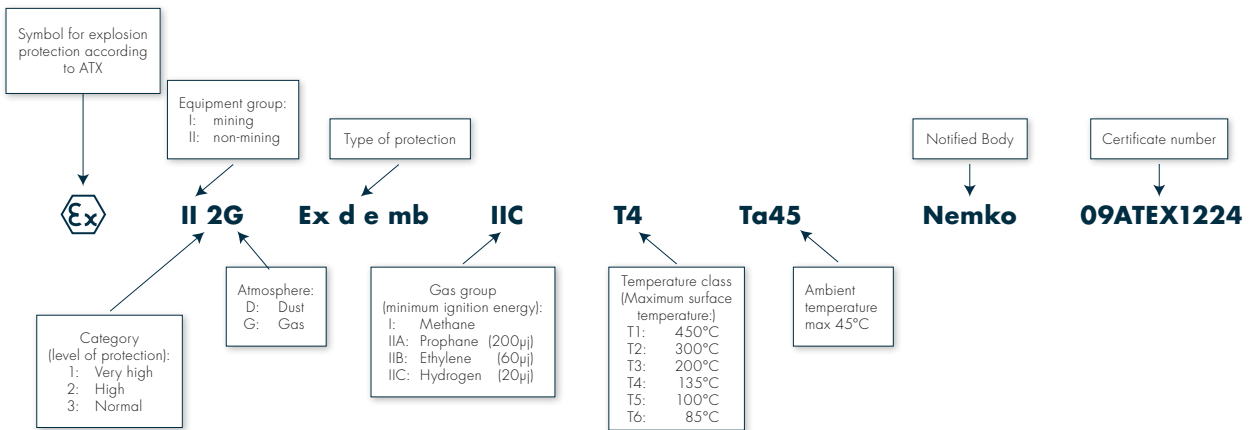 Symbol for explosion
protection according
to ATX
Equipment group:
I: mining
II: non-mining
Type of protection
Notified Body
Certificate number
Ex II 2G Ex d e mb IIC T4 Ta45 Nemko 09ATEX1224
Category
(level of protection):
1: Very high
2: High
3: Normal
Atmosphere:
D: Dust
G: Gas
Gas group
(minimum ignition energy):
I: Methane
IIA: Prophane (200µj)
IIB: Ethylene (60µj)
IIC: Hydrogen (20µj)
Temperature class
(Maximum surface
temperature:)
T1: 450°C
T2: 300°C
T3: 200°C
T4: 135°C
T5: 100°C
T6: 85°C
Ambient
temperature
max 45°C